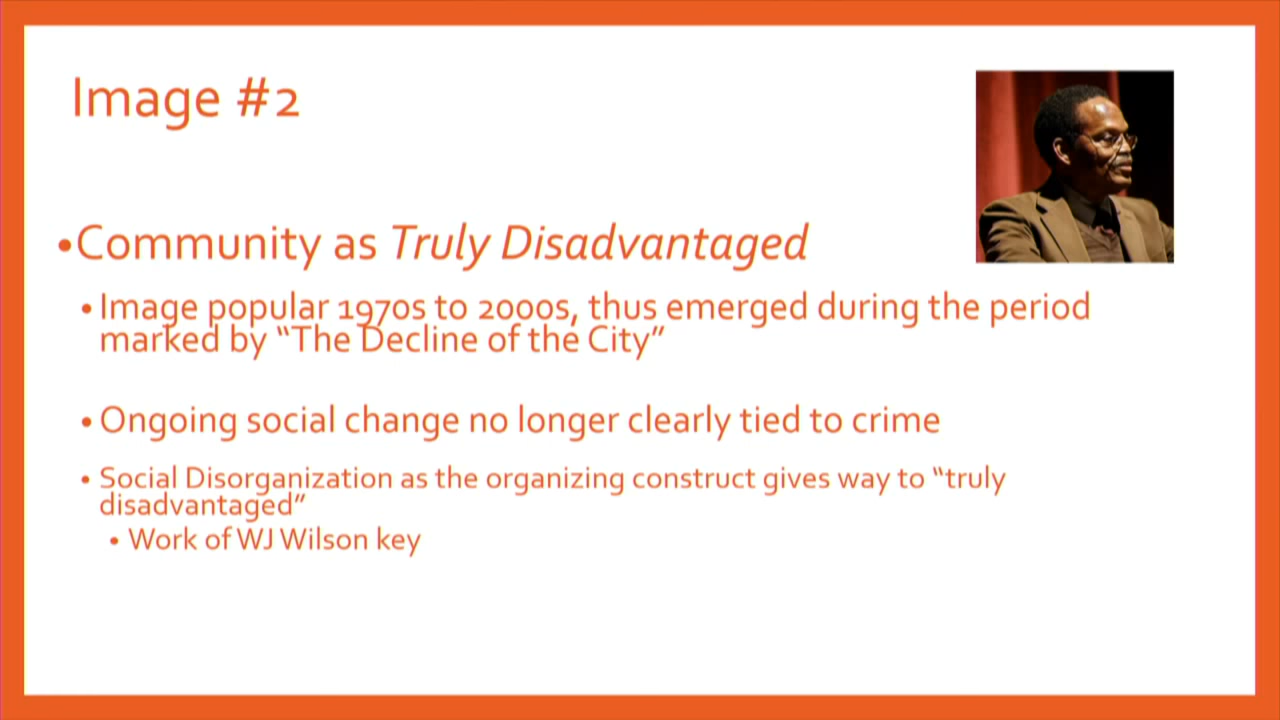 Image #2
•Community as Truly Disadvantaged
• Image popular 1970s to 2000s, thus emerged during the period
marked by “The Decline of the City”
• Ongoing social change no longer clearly tied to crime
• Social Disorganization as the organizing construct gives way to “truly
disadvantaged”
• Work of WJ Wilson key